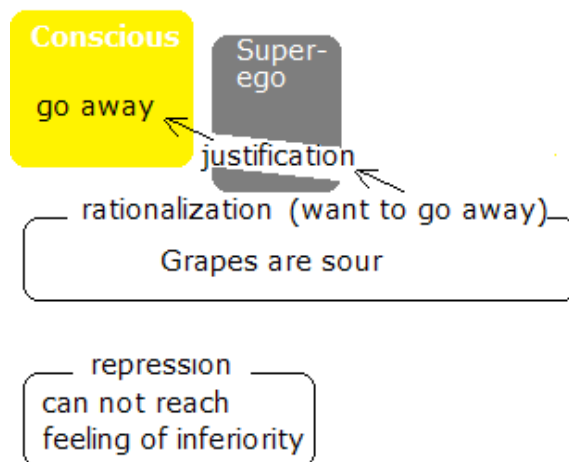 Conscious
Super-
ego
go away
justification
rationalization (want to go away)
Grapes are sour
repression
can not reach
feeling of inferiority